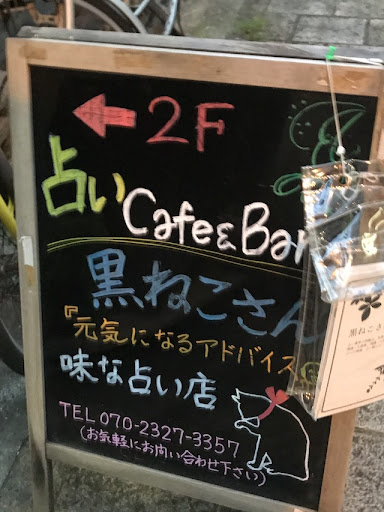 2F
占い Cafe&Bar
黒ねこさん
『元気になるアドバイス』
味な占い店
TEL 070-2327-3357
(お気軽にお問い合わせ下さい)
黒ねこさ